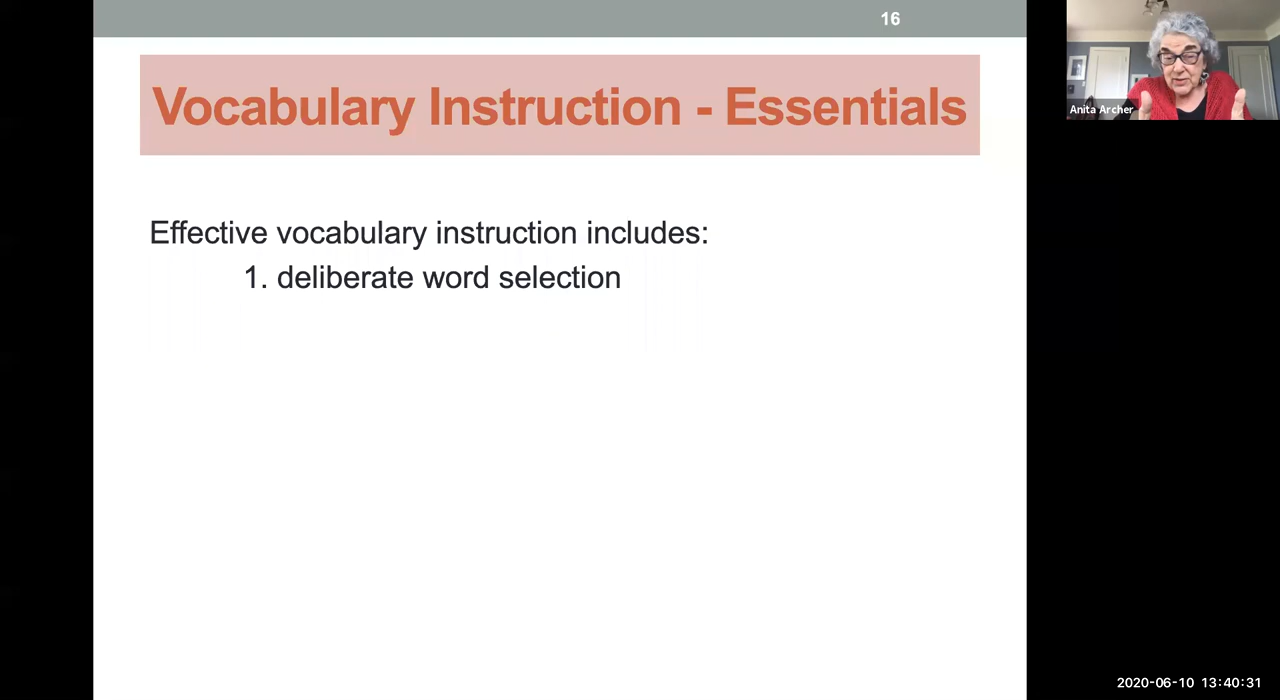 16
Vocabulary Instruction - Essentials
Anita Archer
Effective vocabulary instruction includes:
1. deliberate word selection
2020-06-10 13:40:31